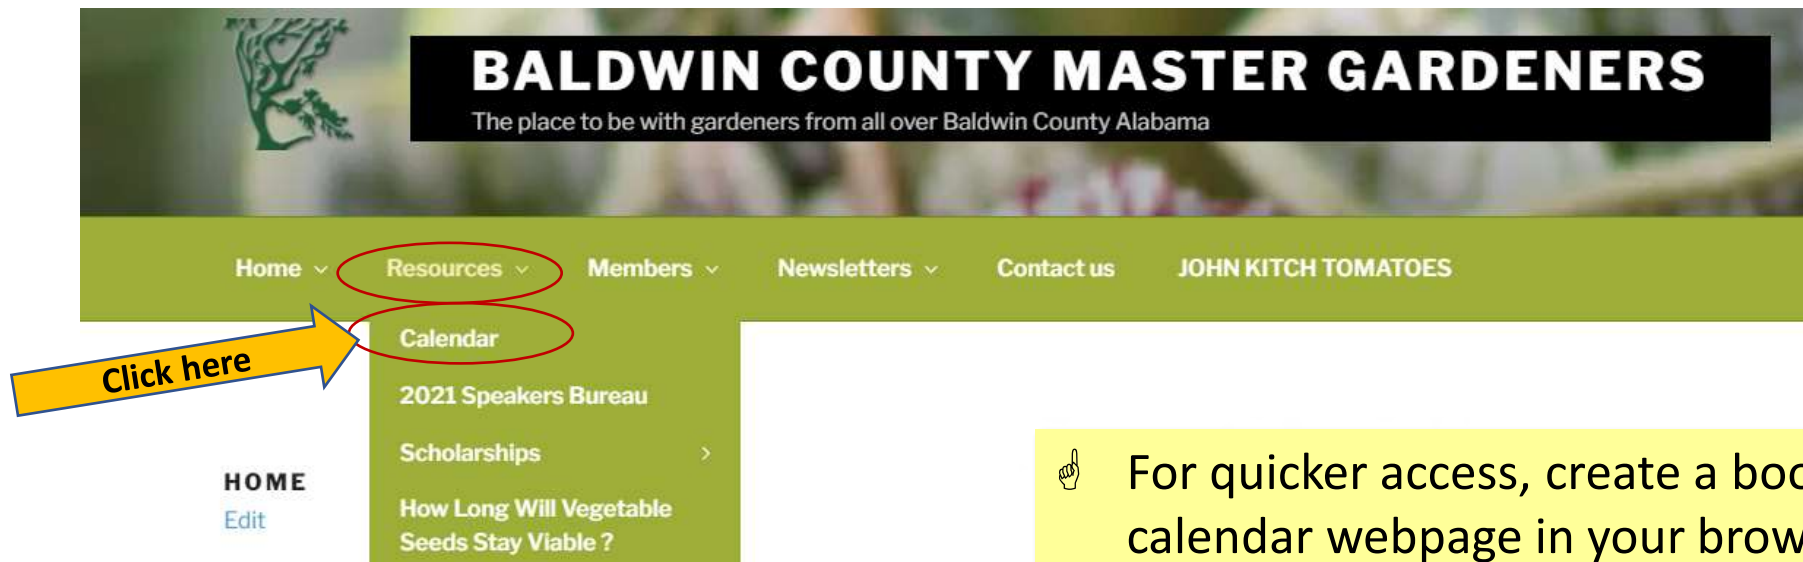 BALDWIN COUNTY MASTER GARDENERS
The place to be with gardeners from all over Baldwin County Alabama
Home Resources Members Newsletters Contact us JOHN KITCH TOMATOES
Click here
Calendar
2021 Speakers Bureau
Scholarships
How Long Will Vegetable
Seeds Stay Viable ?
HOME
Edit
For quicker access, create a
calendar webpage in your